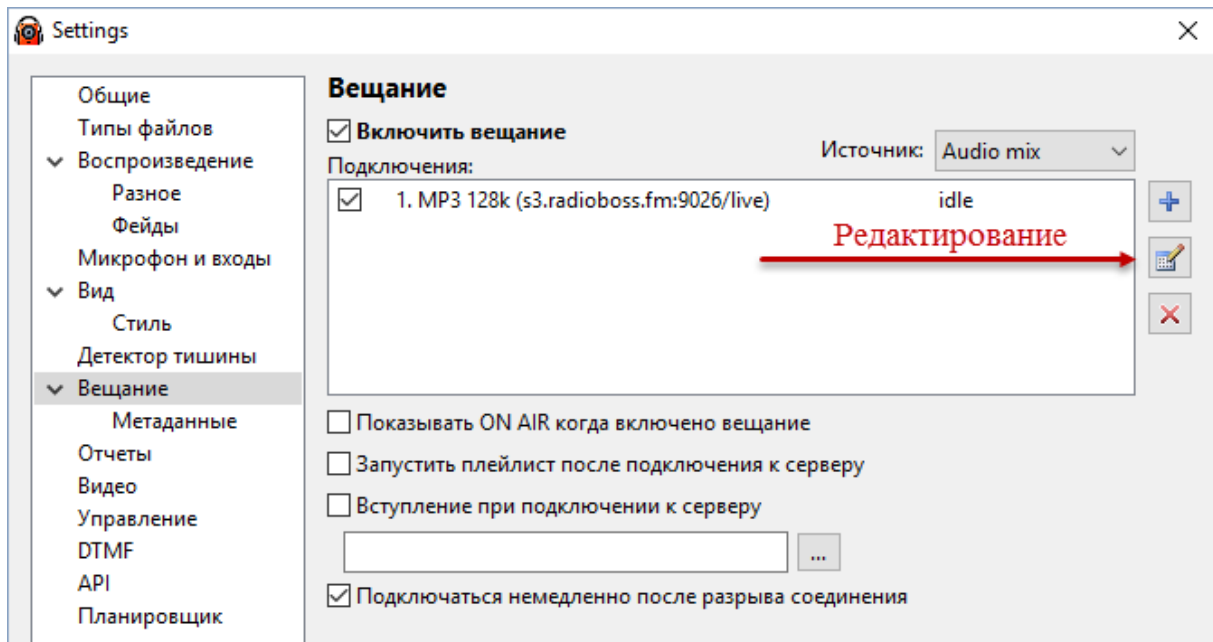 Settings
Общие
Типы файлов
Воспроизведение
Разное
Фейды
Микрофон и входы
Вид
Стиль
Детектор тишины
Вещание
Метаданные
Отчеты
Видео
Управление
DTMF
API
Планировщик
Вещание
Включить вещание
Источник: Audio mix
Подключения:
1. MP3 128k (s3.radioboss.fm:9026/live) idle
Редактирование
Показывать ON AIR когда включено вещание
Запустить плейлист после подключения к серверу
Вступление при подключении к серверу
...
Подключаться немедленно после разрыва соединения